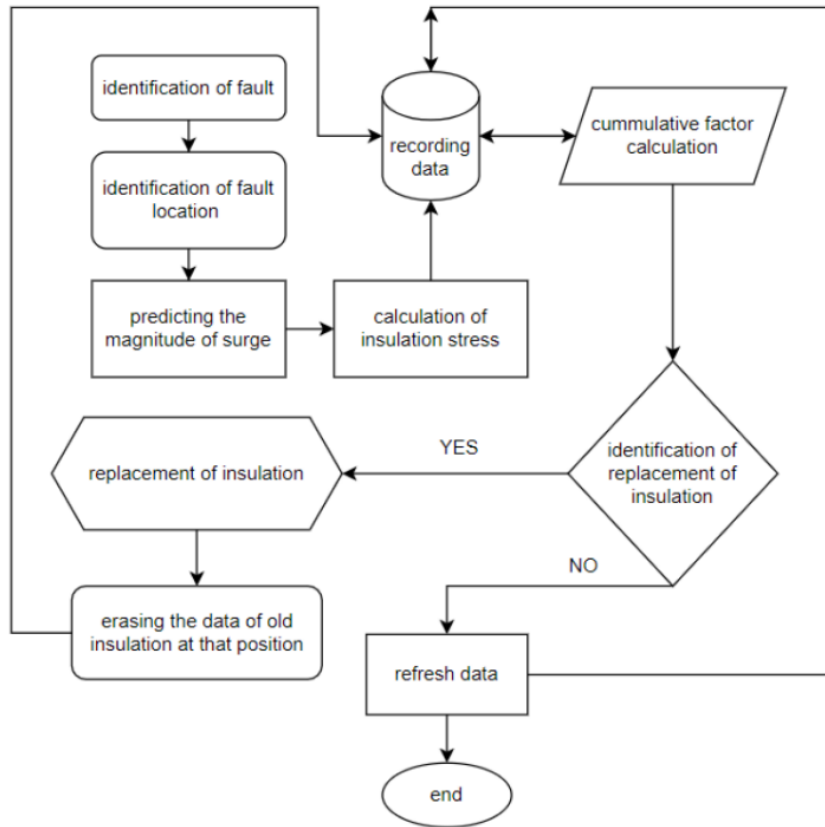 identification of fault
identification of fault
location
predicting the
magnitude of surge
calculation of
insulation stress
recording
data
cummulative factor
calculation
identification of
replacement of
insulation
YES
replacement of insulation
erasing the data of old
insulation at that position
NO
refresh data
end